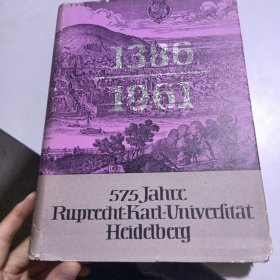 1386
1961
575 Jahre
Ruprecht-Karl-Universität
Heidelberg